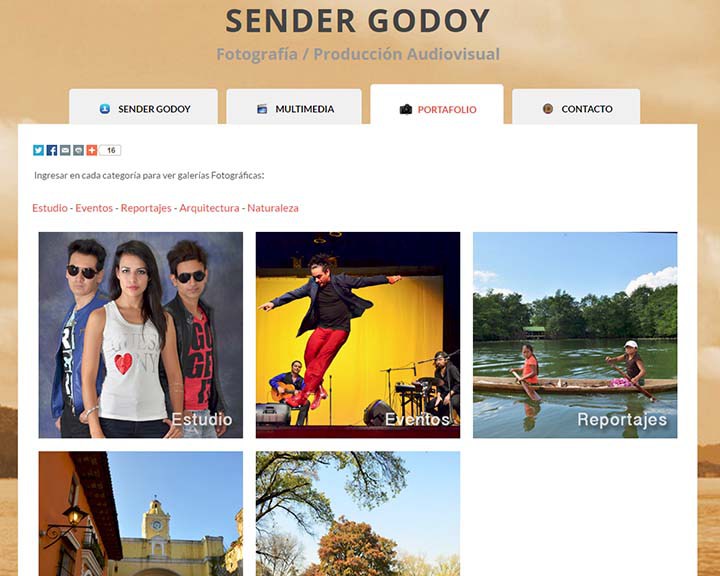 SENDER GODOY
Fotografía / Producción Audiovisual
SENDER GODOY
MULTIMEDIA
PORTAFOLIO
CONTACTO
16
Ingresar en cada categoría para ver galerías Fotográficas:
Estudio - Eventos - Reportajes - Arquitectura - Naturaleza
Estudio
Eventos
Reportajes